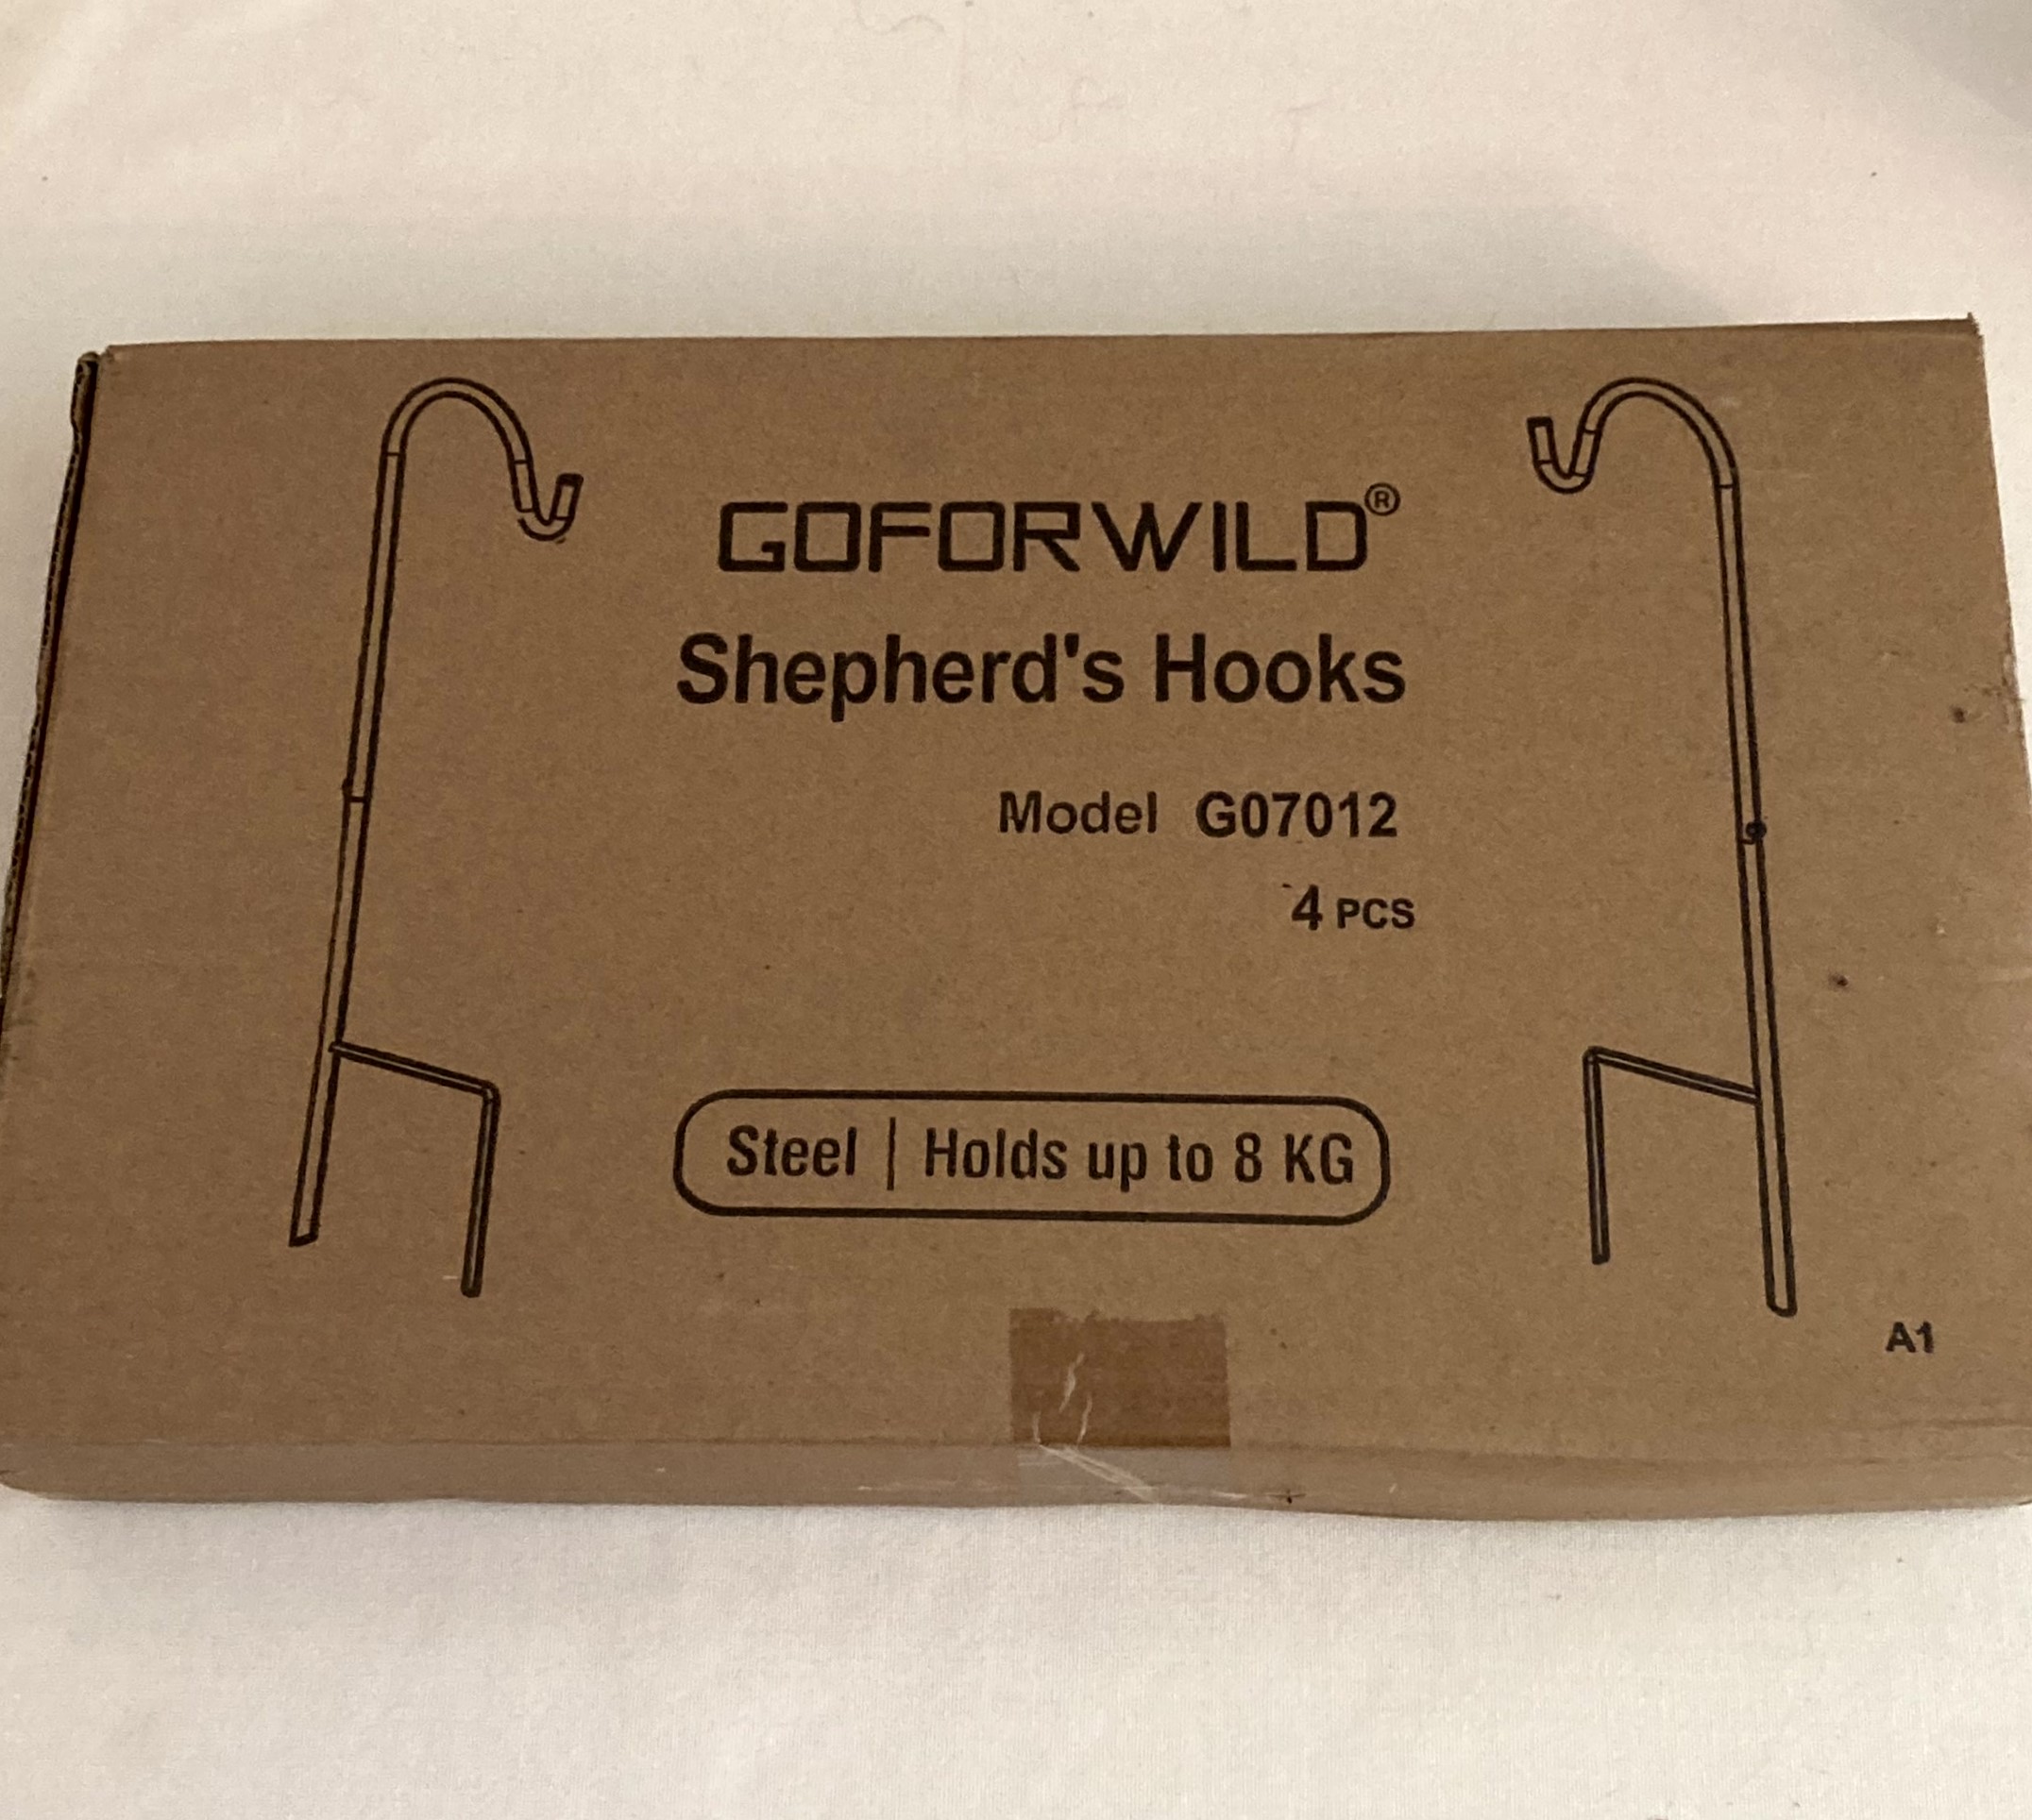 GOFORWILD®
Shepherd's Hooks
Model G07012
4 PCS
Steel | Holds up to 8 KG
A1